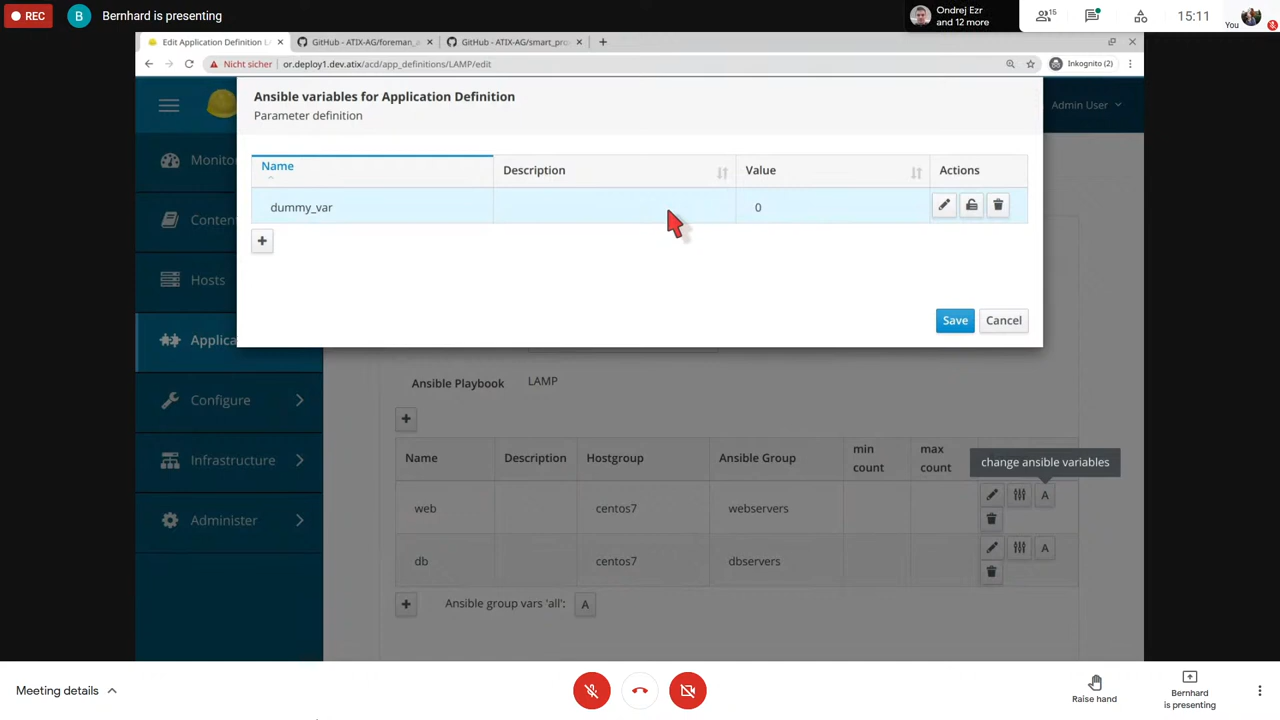 REC
B
Bernhard is presenting
Ondrej Ezr
and 12 more
15
15:11
You
Edit Application Definition L
GitHub - ATIX-AG/foreman_a
GitHub - ATIX-AG/smart_pro
Nicht sicher
or.deploy1.dev.atix/acd/app_definitions/LAMP/edit
Inkognito (2)
Admin User
Ansible variables for Application Definition
Parameter definition
Name
Description
Value
Actions
dummy_var
0
Save
Cancel
Monito
Conten
Hosts
Applica
Configure
Infrastructure
Administer
Ansible Playbook
LAMP
Name
Description
Hostgroup
Ansible Group
min
count
max
count
change ansible variables
web
centos7
webservers
A
db
centos7
dbservers
A
Ansible group vars 'all':
A
Meeting details
Raise hand
Bernhard
is presenting